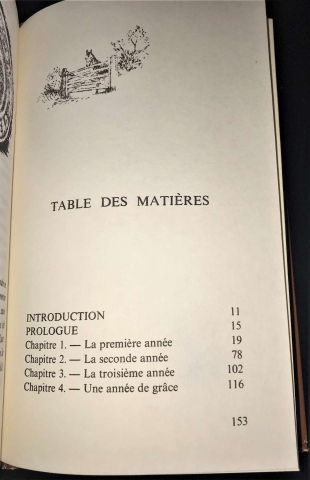 TABLE DES MATIÈRES
INTRODUCTION 11
PROLOGUE 15
Chapitre 1. — La première année 19
Chapitre 2. — La seconde année 78
Chapitre 3. — La troisième année 102
Chapitre 4. — Une année de grâce 116
153